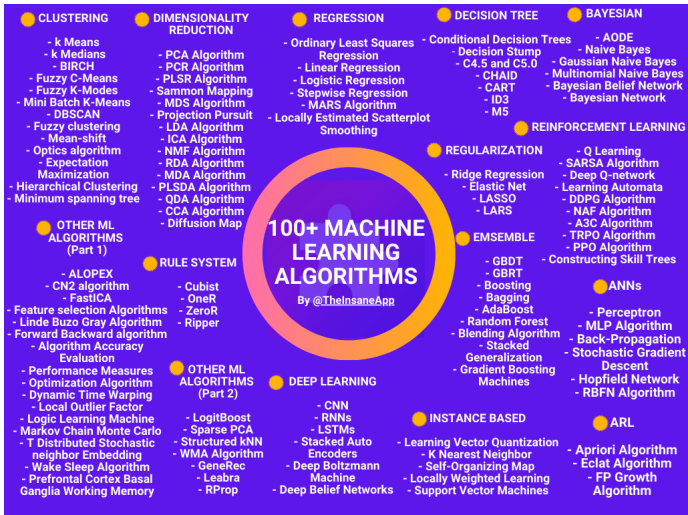 CLUSTERING
- k Means
- k Medians
- BIRCH
- Fuzzy C-Means
- Fuzzy K-Modes
- Mini Batch K-Means
- DBSCAN
- Fuzzy clustering
- Mean-shift
- Optics algorithm
- Expectation
Maximization
- Hierarchical Clustering
- Minimum spanning tree
DIMENSIONALITY
REDUCTION
- PCA Algorithm
- PCR Algorithm
- PLSR Algorithm
- Sammon Mapping
- MDS Algorithm
- Projection Pursuit
- LDA Algorithm
- ICA Algorithm
- NMF Algorithm
- RDA Algorithm
- MDA Algorithm
- PLSDA Algorithm
- QDA Algorithm
- CCA Algorithm
- Diffusion Map
REGRESSION
- Ordinary Least Squares
Regression
- Linear Regression
- Logistic Regression
- Stepwise Regression
- MARS Algorithm
- Locally Estimated Scatterplot
Smoothing
DECISION TREE
- Conditional Decision Trees
- Decision Stump
- C4.5 and C5.0
- CHAID
- CART
- ID3
- M5
BAYESIAN
- AODE
- Naive Bayes
- Gaussian Naive Bayes
- Multinomial Naive Bayes
- Bayesian Belief Network
- Bayesian Network
REINFORCEMENT LEARNING
- Q Learning
- SARSA Algorithm
- Deep Q-network
- Learning Automata
- DDPG Algorithm
- NAF Algorithm
- A3C Algorithm
- TRPO Algorithm
- PPO Algorithm
- Constructing Skill Trees
REGULARIZATION
- Ridge Regression
- Elastic Net
- LASSO
- LARS
100+ MACHINE
LEARNING
ALGORITHMS
By @TheInsaneApp
OTHER ML
ALGORITHMS
(Part 1)
- ALOPEX
- CN2 algorithm
- FastICA
- Feature selection Algorithms
- Linde Buzo Gray Algorithm
- Forward Backward algorithm
- Algorithm Accuracy
Evaluation
- Performance Measures
- Optimization Algorithm
- Dynamic Time Warping
- Local Outlier Factor
- Logic Learning Machine
- Markov Chain Monte Carlo
- T Distributed Stochastic
neighbor Embedding
- Wake Sleep Algorithm
- Prefrontal Cortex Basal
Ganglia Working Memory
RULE SYSTEM
- Cubist
- OneR
- ZeroR
- Ripper
EMSEMBLE
- GBDT
- GBRT
- Boosting
- Bagging
- AdaBoost
- Random Forest
- Blending Algorithm
- Stacked
Generalization
- Gradient Boosting
Machines
ANNs
- Perceptron
- MLP Algorithm
- Back-Propagation
- Stochastic Gradient
Descent
- Hopfield Network
- RBFN Algorithm
OTHER ML
ALGORITHMS
(Part 2)
- LogitBoost
- Sparse PCA
- Structured kNN
- WMA Algorithm
- GeneRec
- Leabra
- RProp
DEEP LEARNING
- CNN
- RNNs
- LSTMs
- Stacked Auto
Encoders
- Deep Boltzmann
Machine
- Deep Belief Networks
INSTANCE BASED
- Learning Vector Quantization
- K Nearest Neighbor
- Self-Organizing Map
- Locally Weighted Learning
- Support Vector Machines
ARL
- Apriori Algorithm
- Eclat Algorithm
- FP Growth
Algorithm